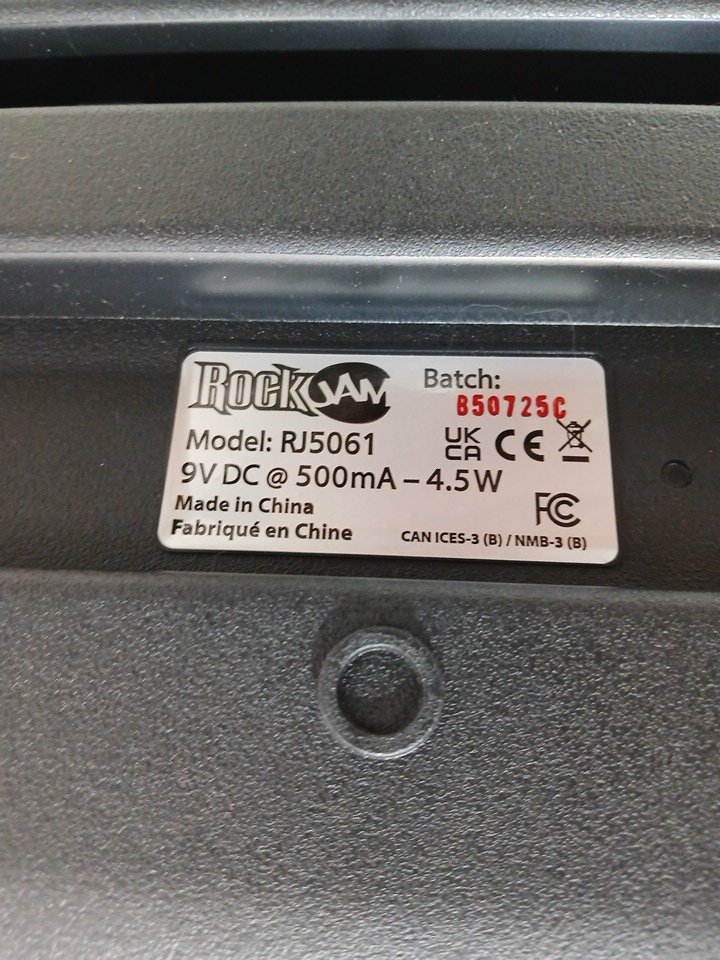 RockJAM
Batch:
B50725C
Model: RJ5061
UK
CA CE
9V DC @ 500mA – 4.5W
Made in China
FC
Fabriqué en Chine
CAN ICES-3 (B) / NMB-3 (B)